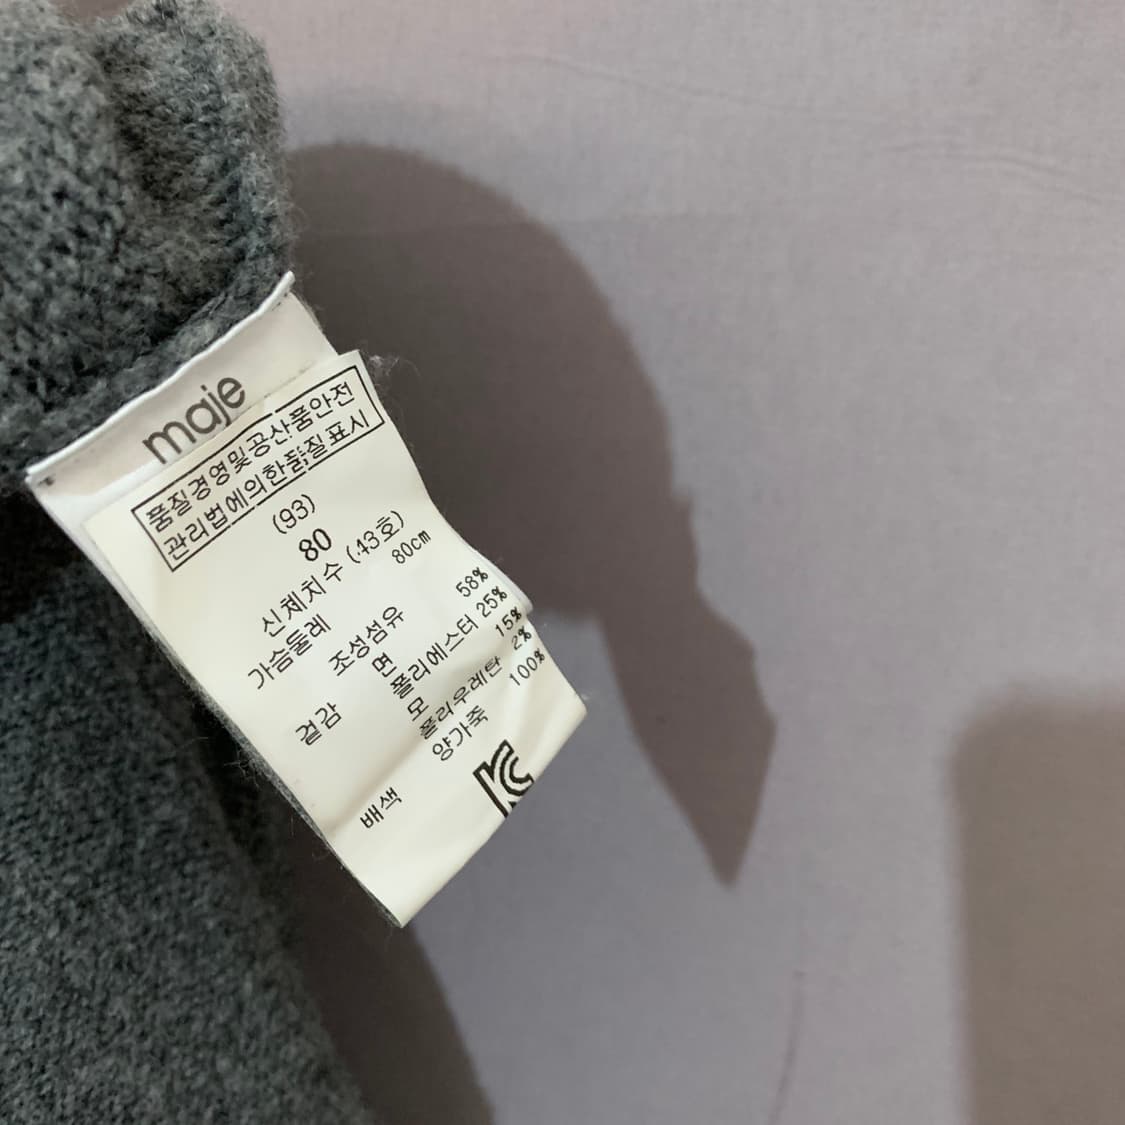 maje
품질경영및공산품안전
관리법에의한품질표시
(93)
80
신체치수 (43호)
가슴둘레 80cm
조성섬유
겉감 면 58%
폴리에스터 25%
모 15%
폴리우레탄 2%
배색 양가죽 100%